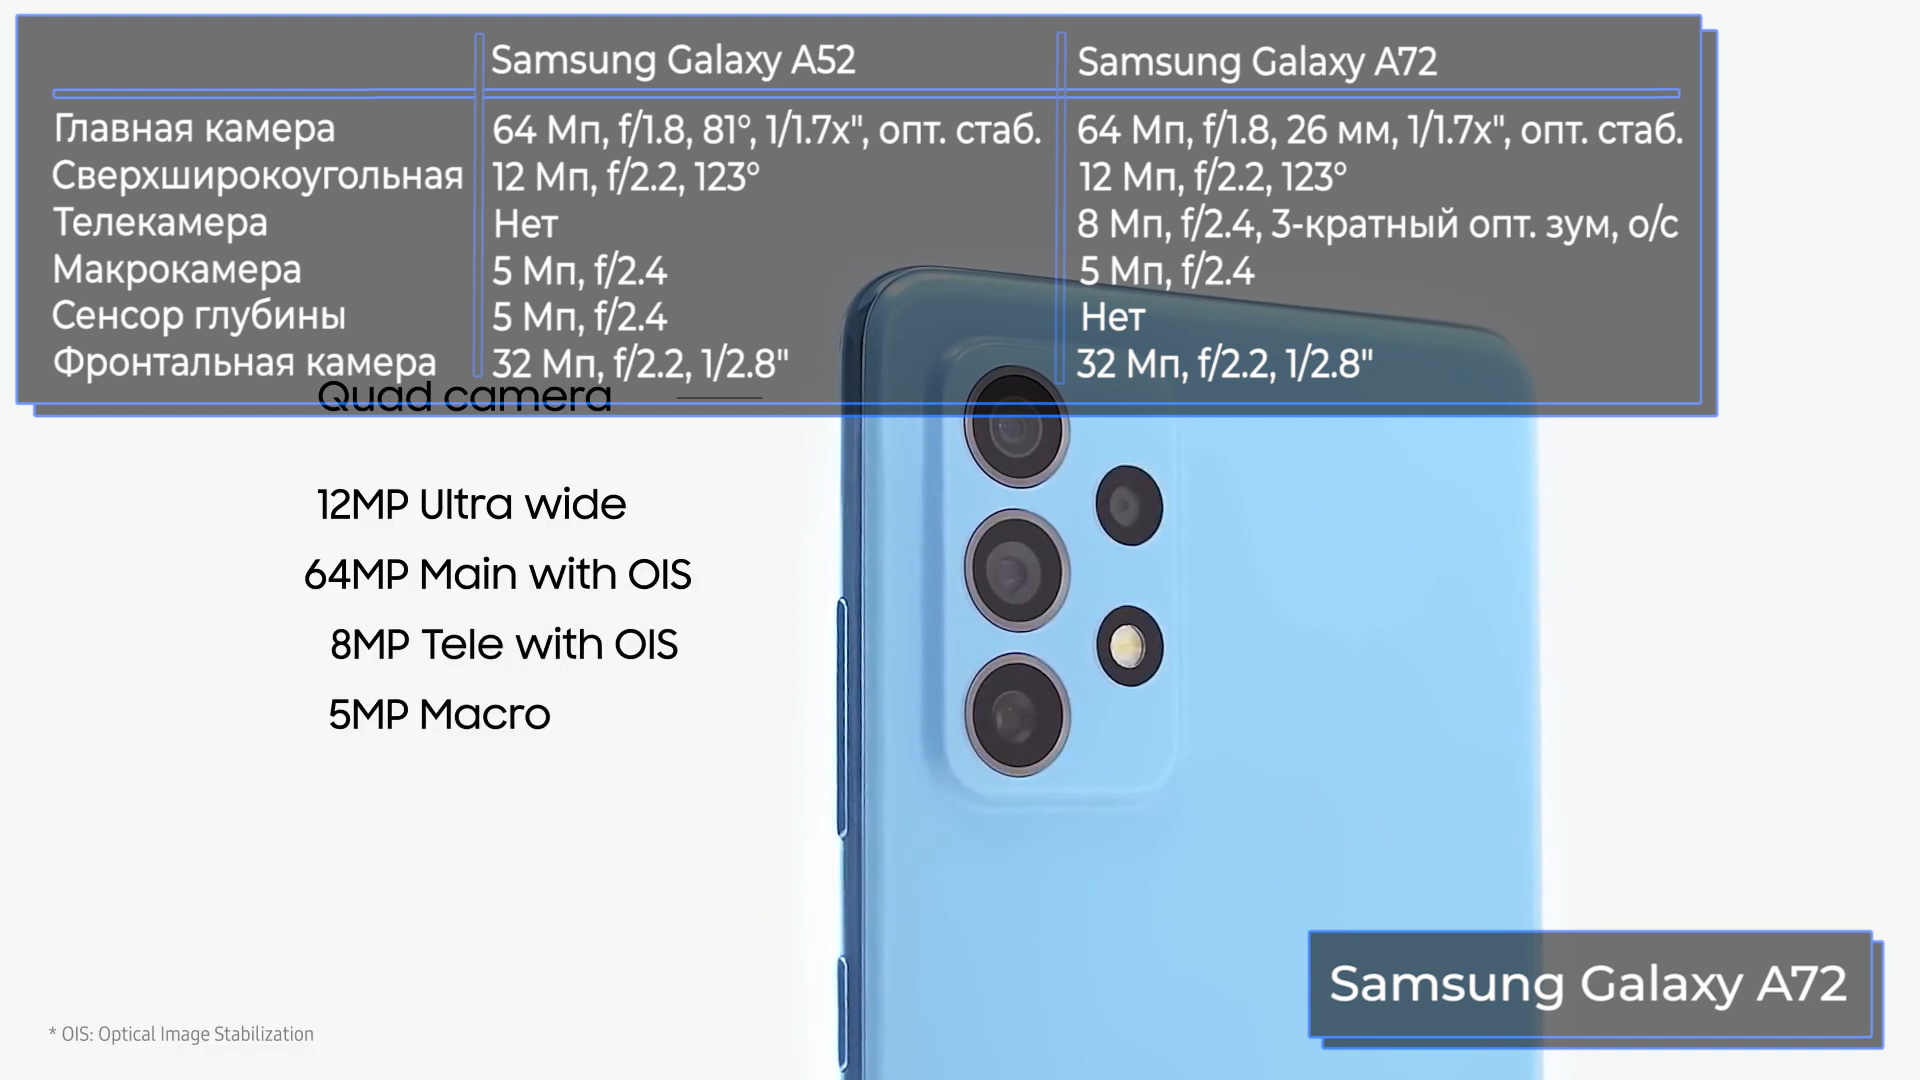 Samsung Galaxy A52 Samsung Galaxy A72
Главная камера 64 Мп, f/1.8, 81°, 1/1.7x", опт. стаб. 64 Мп, f/1.8, 26 мм, 1/1.7x", опт. стаб.
Сверхширокоугольная 12 Мп, f/2.2, 123° 12 Мп, f/2.2, 123°
Телекамера Нет 8 Мп, f/2.4, 3-кратный опт. зум, о/с
Макрокамера 5 Мп, f/2.4 5 Мп, f/2.4
Сенсор глубины 5 Мп, f/2.4 Нет
Фронтальная камера 32 Мп, f/2.2, 1/2.8" 32 Мп, f/2.2, 1/2.8"
Quad camera
12MP Ultra wide
64MP Main with OIS
8MP Tele with OIS
5MP Macro
Samsung Galaxy A72
* OIS: Optical Image Stabilization